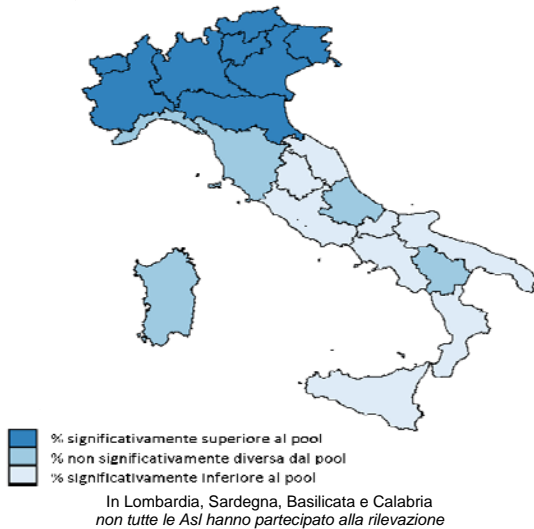 % significativamente superiore al pool
% non significativamente diversa dal pool
% significativamente inferiore al pool
In Lombardia, Sardegna, Basilicata e Calabria
non tutte le Asl hanno partecipato alla rilevazione